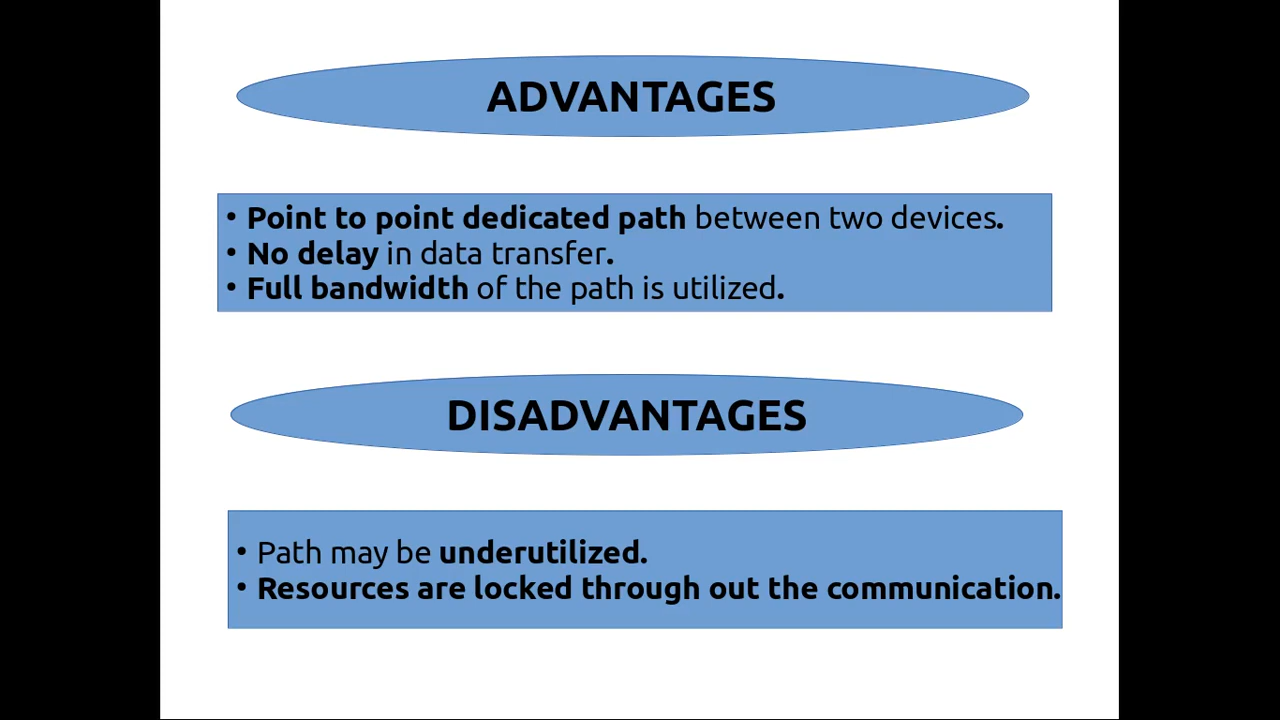 ADVANTAGES
• Point to point dedicated path between two devices.
• No delay in data transfer.
• Full bandwidth of the path is utilized.
DISADVANTAGES
• Path may be underutilized.
• Resources are locked through out the communication.